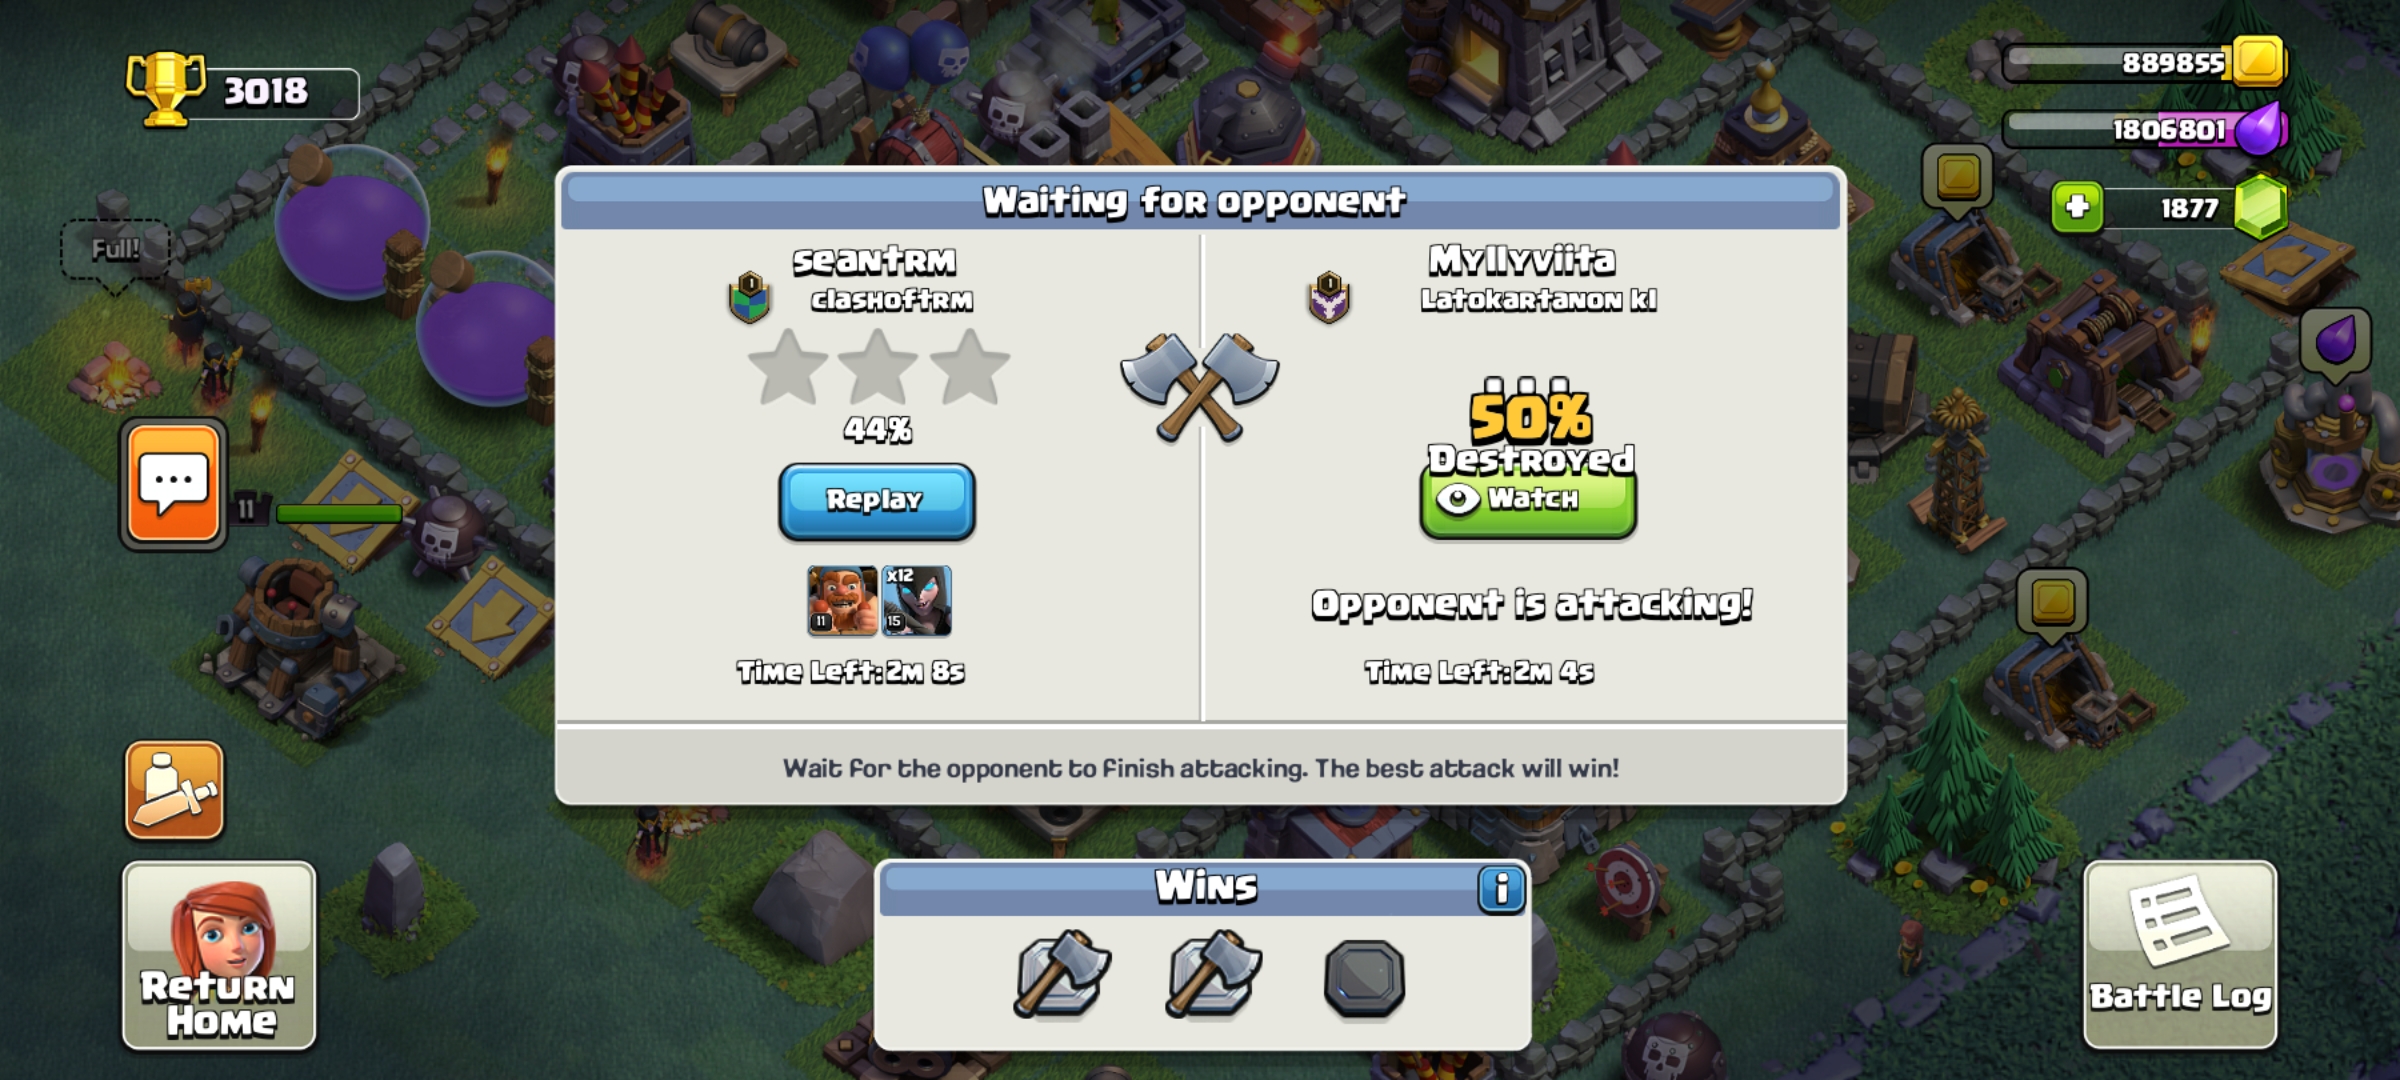 3018
889855
1806801
1877
Full!
Waiting for opponent
seantrm
clashoftrm
44%
Replay
11
x12
15
Time Left:2m 8s
Myllyviita
Latokartanon kl
50%
Destroyed
Watch
Opponent is attacking!
Time Left:2m 4s
Wait for the opponent to finish attacking. The best attack will win!
11
Wins
i
Return
Home
Battle Log